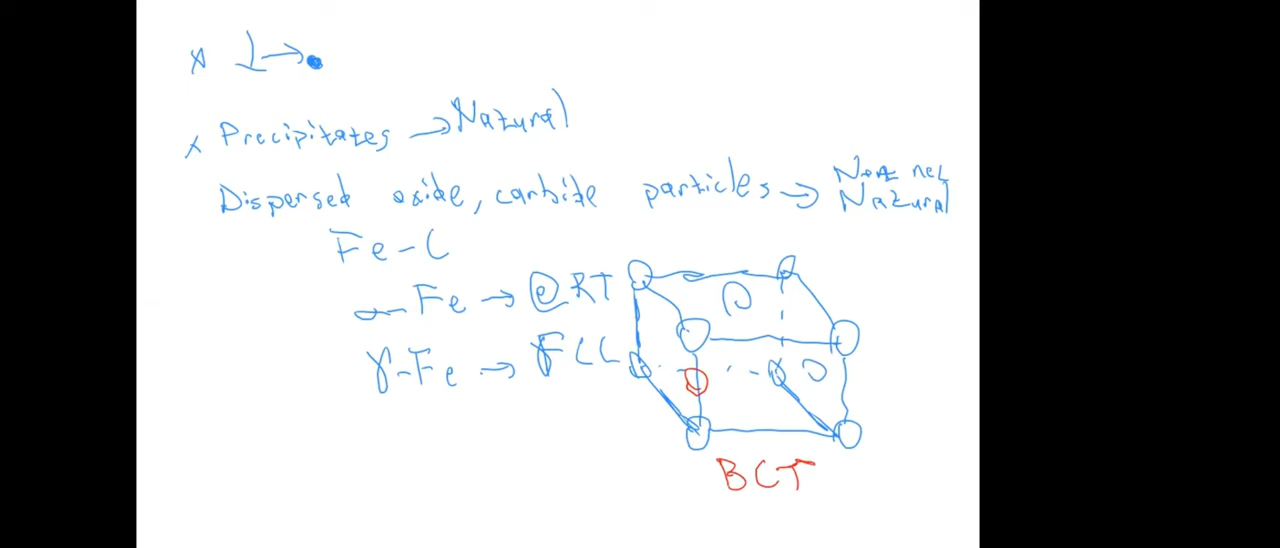 x ⊥ →
x Precipitates → Natural
Dispersed oxide, carbide particles → Not Natural
Fe-C
α-Fe → @ RT
γ-Fe → FCC
BCT